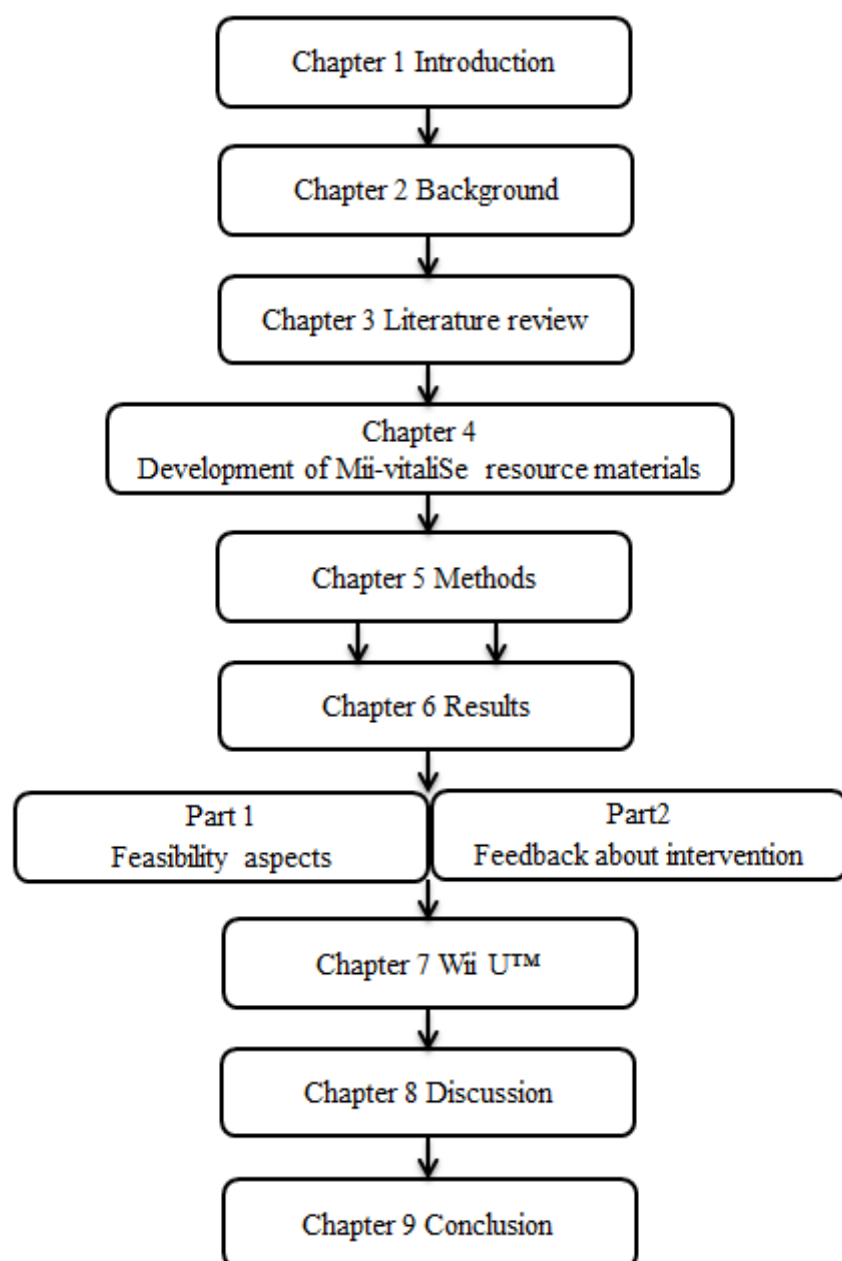 Chapter 1 Introduction
Chapter 2 Background
Chapter 3 Literature review
Chapter 4
Development of Mii-vitaliSe resource materials
Chapter 5 Methods
Chapter 6 Results
Part 1
Feasibility aspects
Part2
Feedback about intervention
Chapter 7 Wii U™
Chapter 8 Discussion
Chapter 9 Conclusion